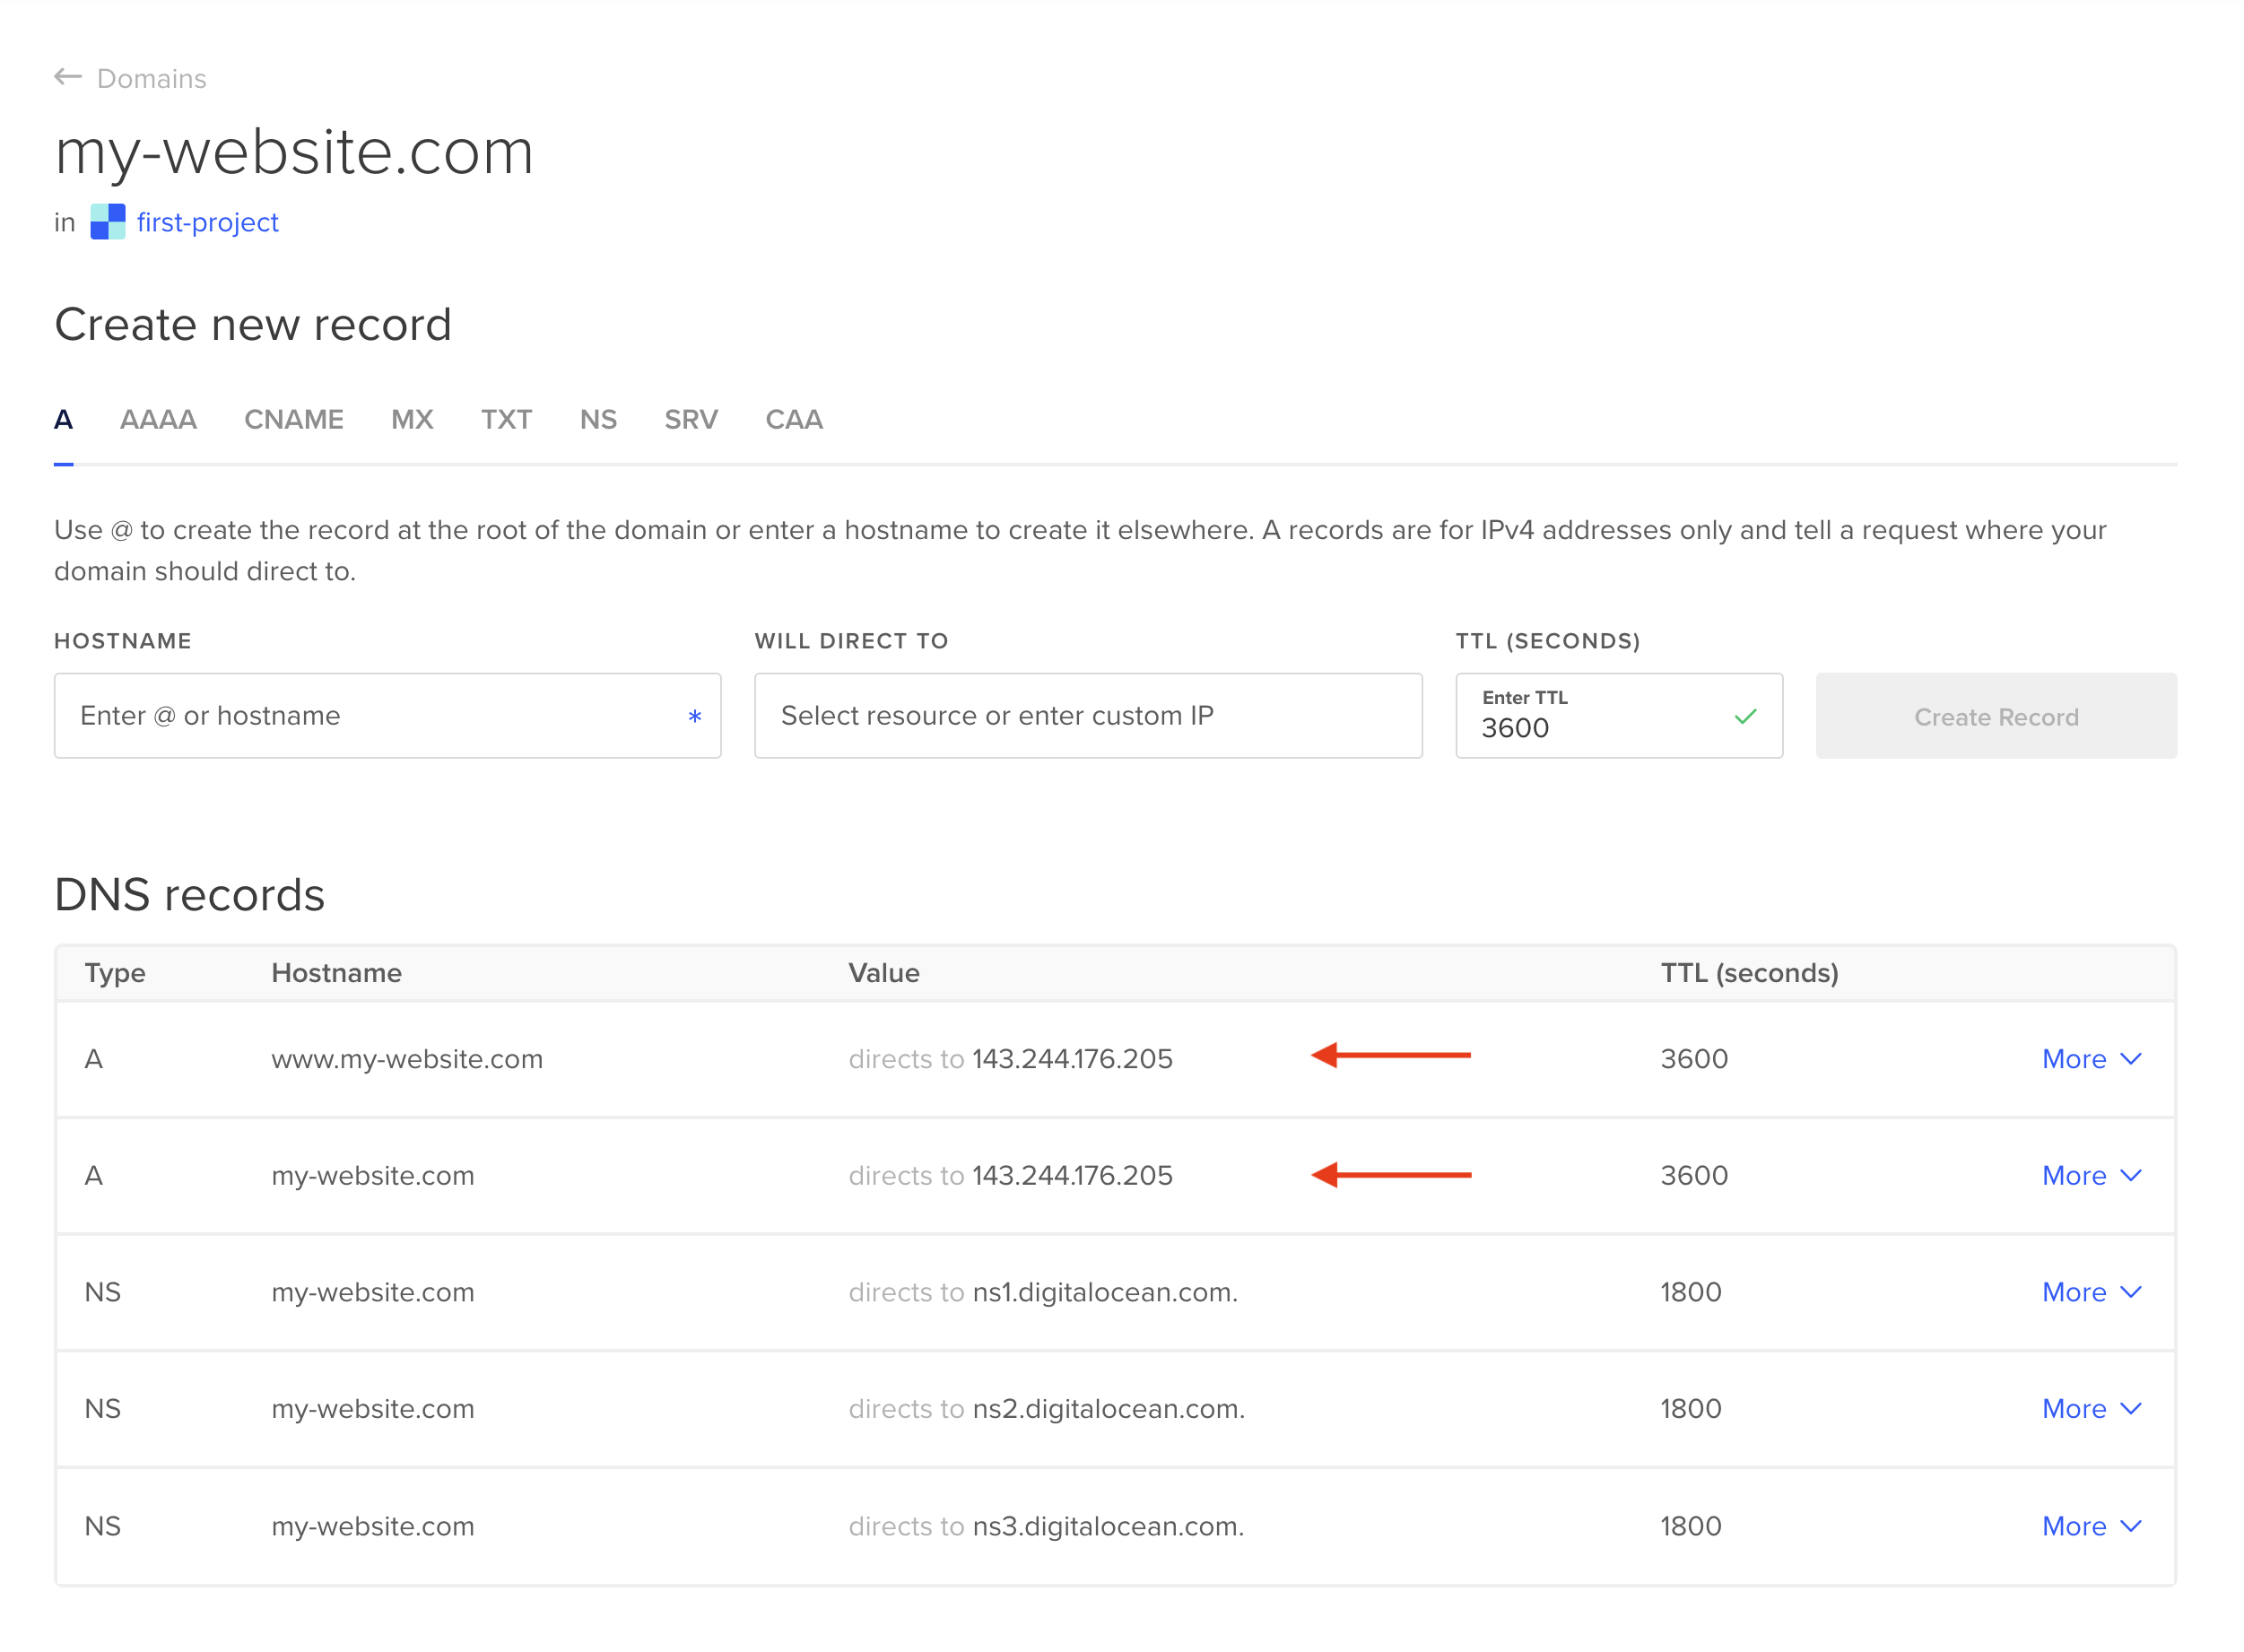 Domains
my-website.com
in first-project
Create new record
A AAAA CNAME MX TXT NS SRV CAA
Use @ to create the record at the root of the domain or enter a hostname to create it elsewhere. A records are for IPv4 addresses only and tell a request where your
domain should direct to.
HOSTNAME WILL DIRECT TO TTL (SECONDS)
Enter @ or hostname * Select resource or enter custom IP Enter TTL
3600 Create Record
DNS records
Type Hostname Value TTL (seconds)
A www.my-website.com directs to 143.244.176.205 3600 More
A my-website.com directs to 143.244.176.205 3600 More
NS my-website.com directs to ns1.digitalocean.com. 1800 More
NS my-website.com directs to ns2.digitalocean.com. 1800 More
NS my-website.com directs to ns3.digitalocean.com. 1800 More